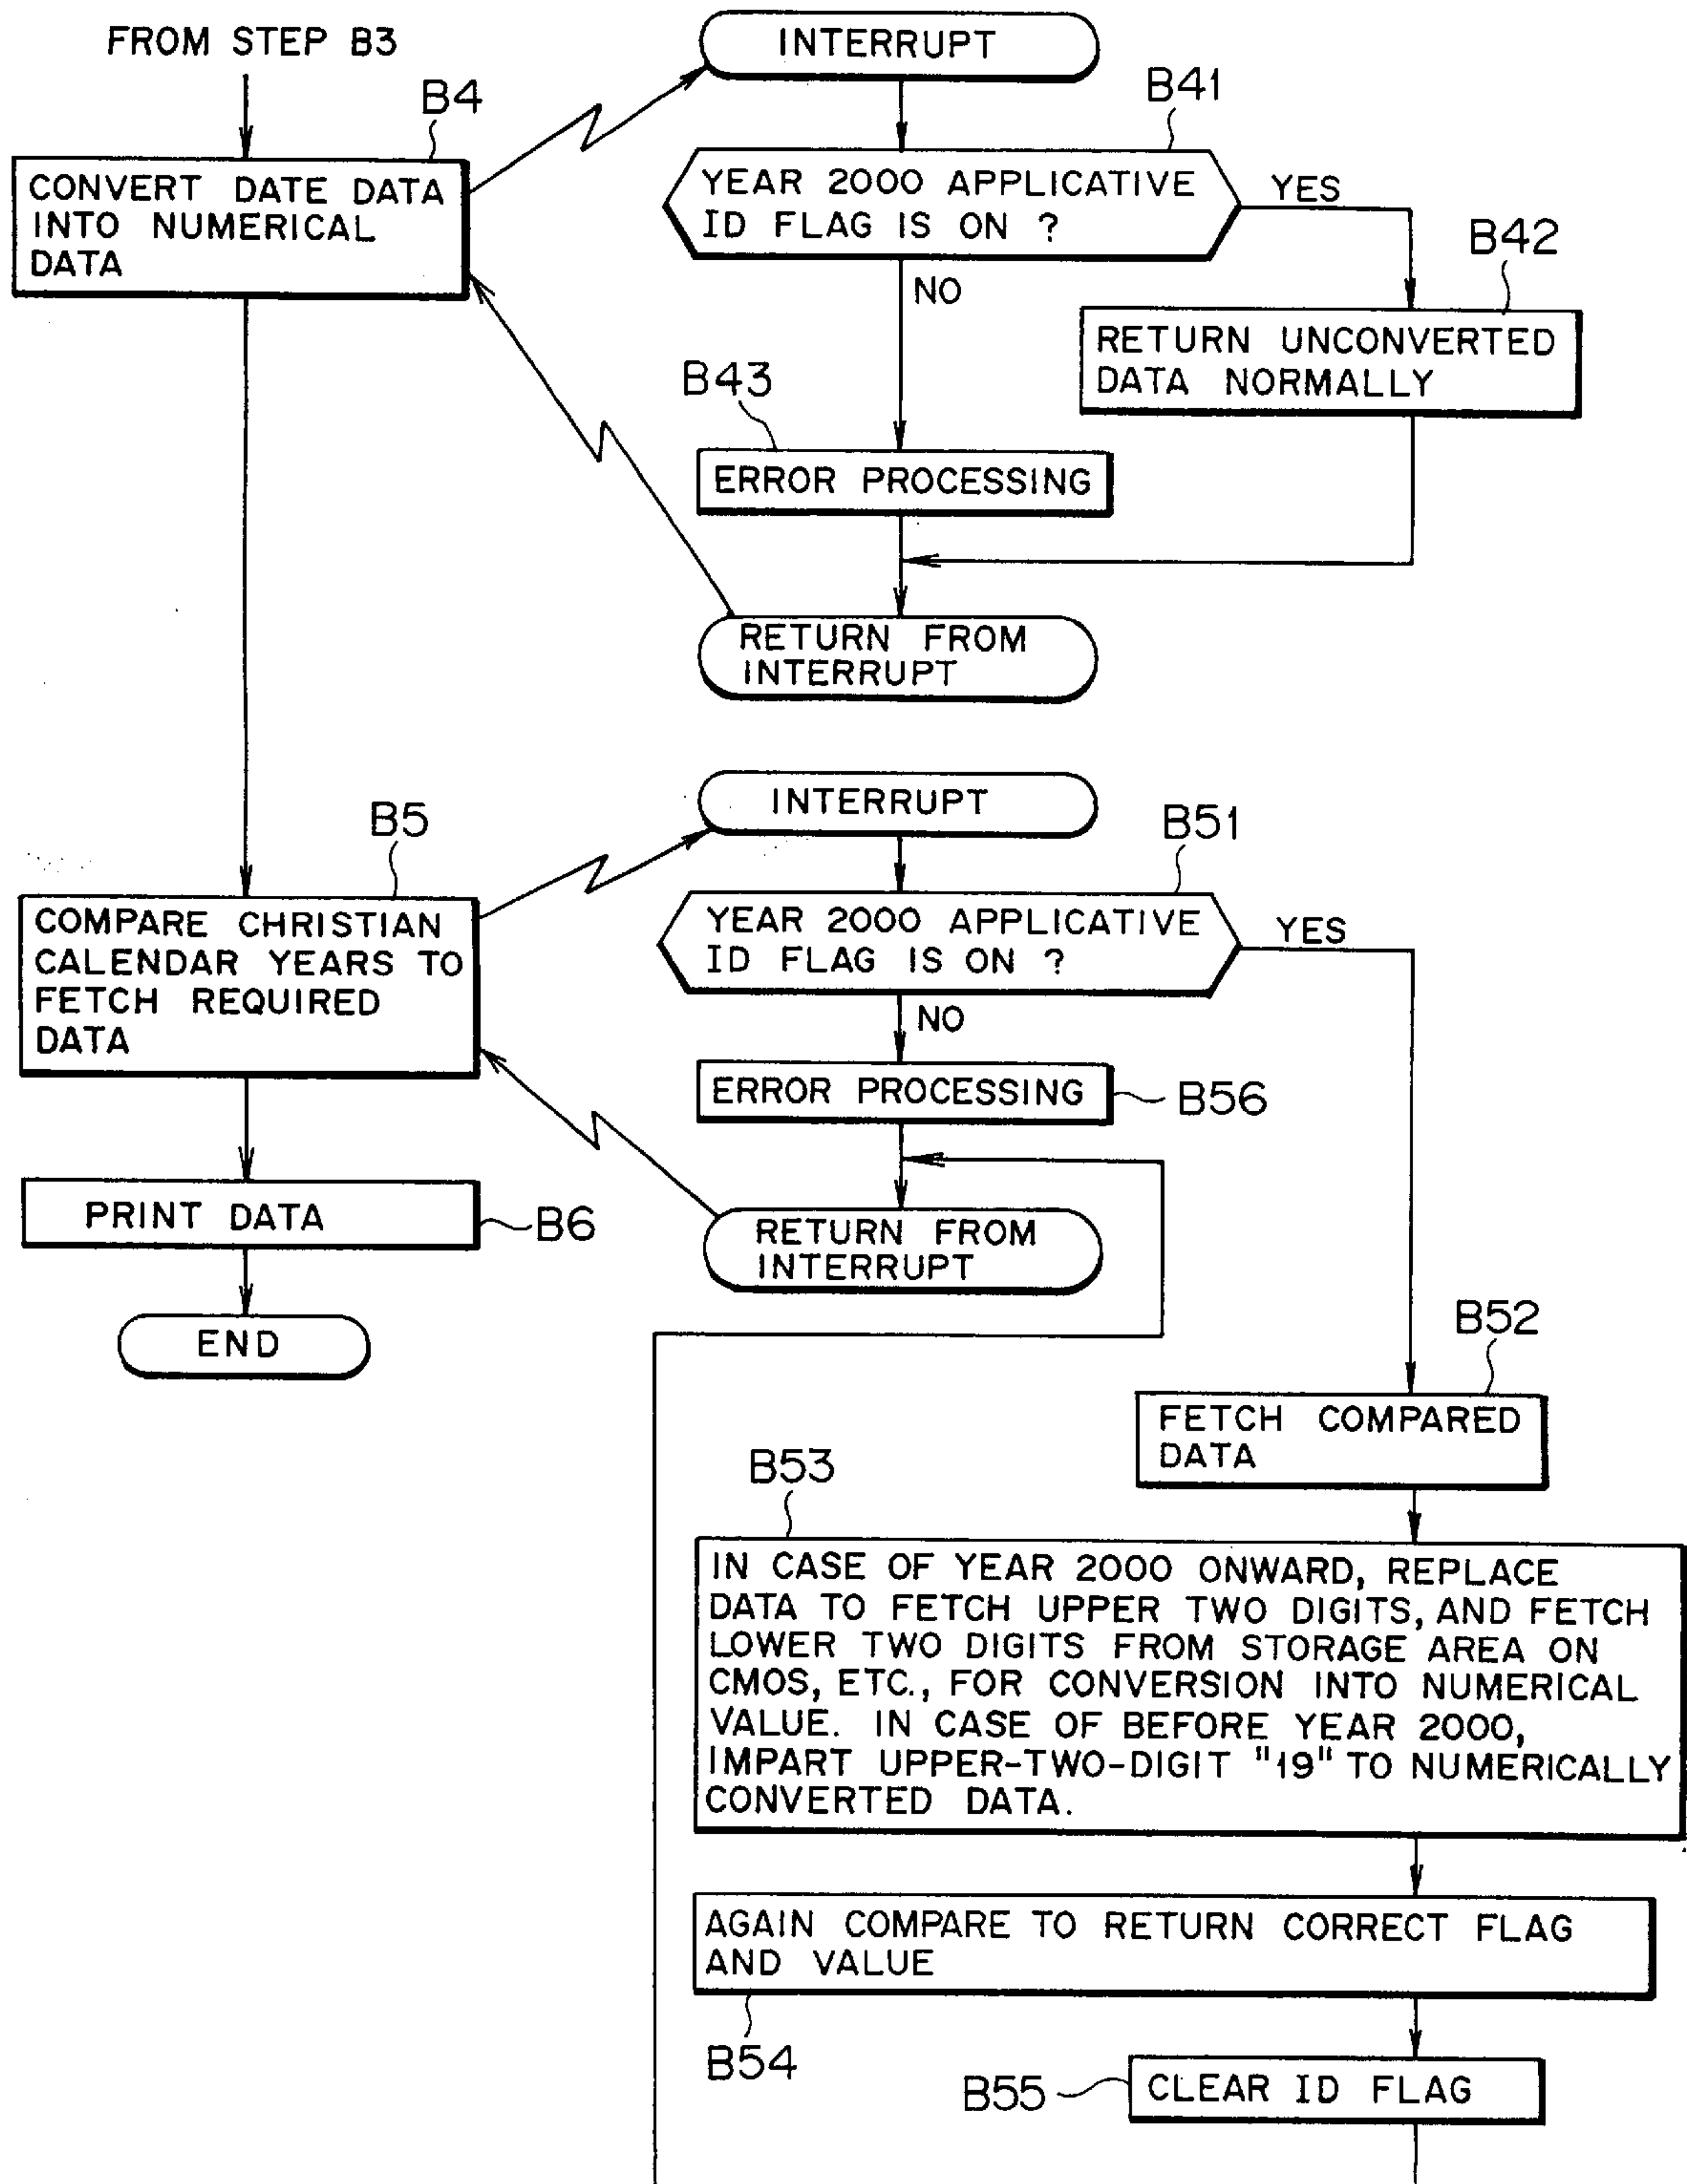 FROM STEP B3
B4
CONVERT DATE DATA
INTO NUMERICAL
DATA
INTERRUPT
B41
YEAR 2000 APPLICATIVE
ID FLAG IS ON ?
YES
NO
B42
RETURN UNCONVERTED
DATA NORMALLY
B43
ERROR PROCESSING
RETURN FROM
INTERRUPT
B5
COMPARE CHRISTIAN
CALENDAR YEARS TO
FETCH REQUIRED
DATA
INTERRUPT
B51
YEAR 2000 APPLICATIVE
ID FLAG IS ON ?
YES
NO
ERROR PROCESSING
B56
RETURN FROM
INTERRUPT
PRINT DATA
B6
END
B52
FETCH COMPARED
DATA
B53
IN CASE OF YEAR 2000 ONWARD, REPLACE
DATA TO FETCH UPPER TWO DIGITS, AND FETCH
LOWER TWO DIGITS FROM STORAGE AREA ON
CMOS, ETC., FOR CONVERSION INTO NUMERICAL
VALUE. IN CASE OF BEFORE YEAR 2000,
IMPART UPPER-TWO-DIGIT "19" TO NUMERICALLY
CONVERTED DATA.
AGAIN COMPARE TO RETURN CORRECT FLAG
AND VALUE
B54
B55
CLEAR ID FLAG